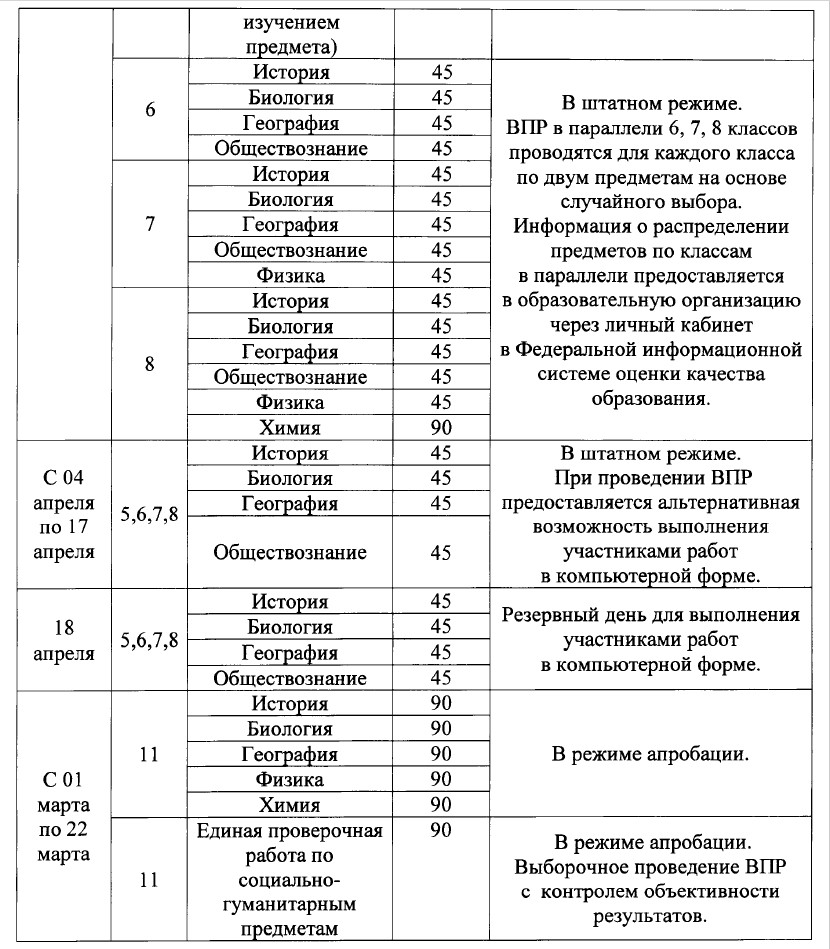 изучением
предмета)
6
История 45
Биология 45
География 45
Обществознание 45
7
История 45
Биология 45
География 45
Обществознание 45
Физика 45
8
История 45
Биология 45
География 45
Обществознание 45
Физика 45
Химия 90
В штатном режиме.
ВПР в параллели 6, 7, 8 классов
проводятся для каждого класса
по двум предметам на основе
случайного выбора.
Информация о распределении
предметов по классам
в параллели предоставляется
в образовательную организацию
через личный кабинет
в Федеральной информационной
системе оценки качества
образования.
С 04
апреля
по 17
апреля
5,6,7,8
История 45
Биология 45
География 45
Обществознание 45
В штатном режиме.
При проведении ВПР
предоставляется альтернативная
возможность выполнения
участниками работ
в компьютерной форме.
18
апреля
5,6,7,8
История 45
Биология 45
География 45
Обществознание 45
Резервный день для выполнения
участниками работ
в компьютерной форме.
С 01
марта
по 22
марта
11
История 90
Биология 90
География 90
Физика 90
Химия 90
В режиме апробации.
11
Единая проверочная 90
работа по
социально-
гуманитарным
предметам
В режиме апробации.
Выборочное проведение ВПР
с контролем объективности
результатов.